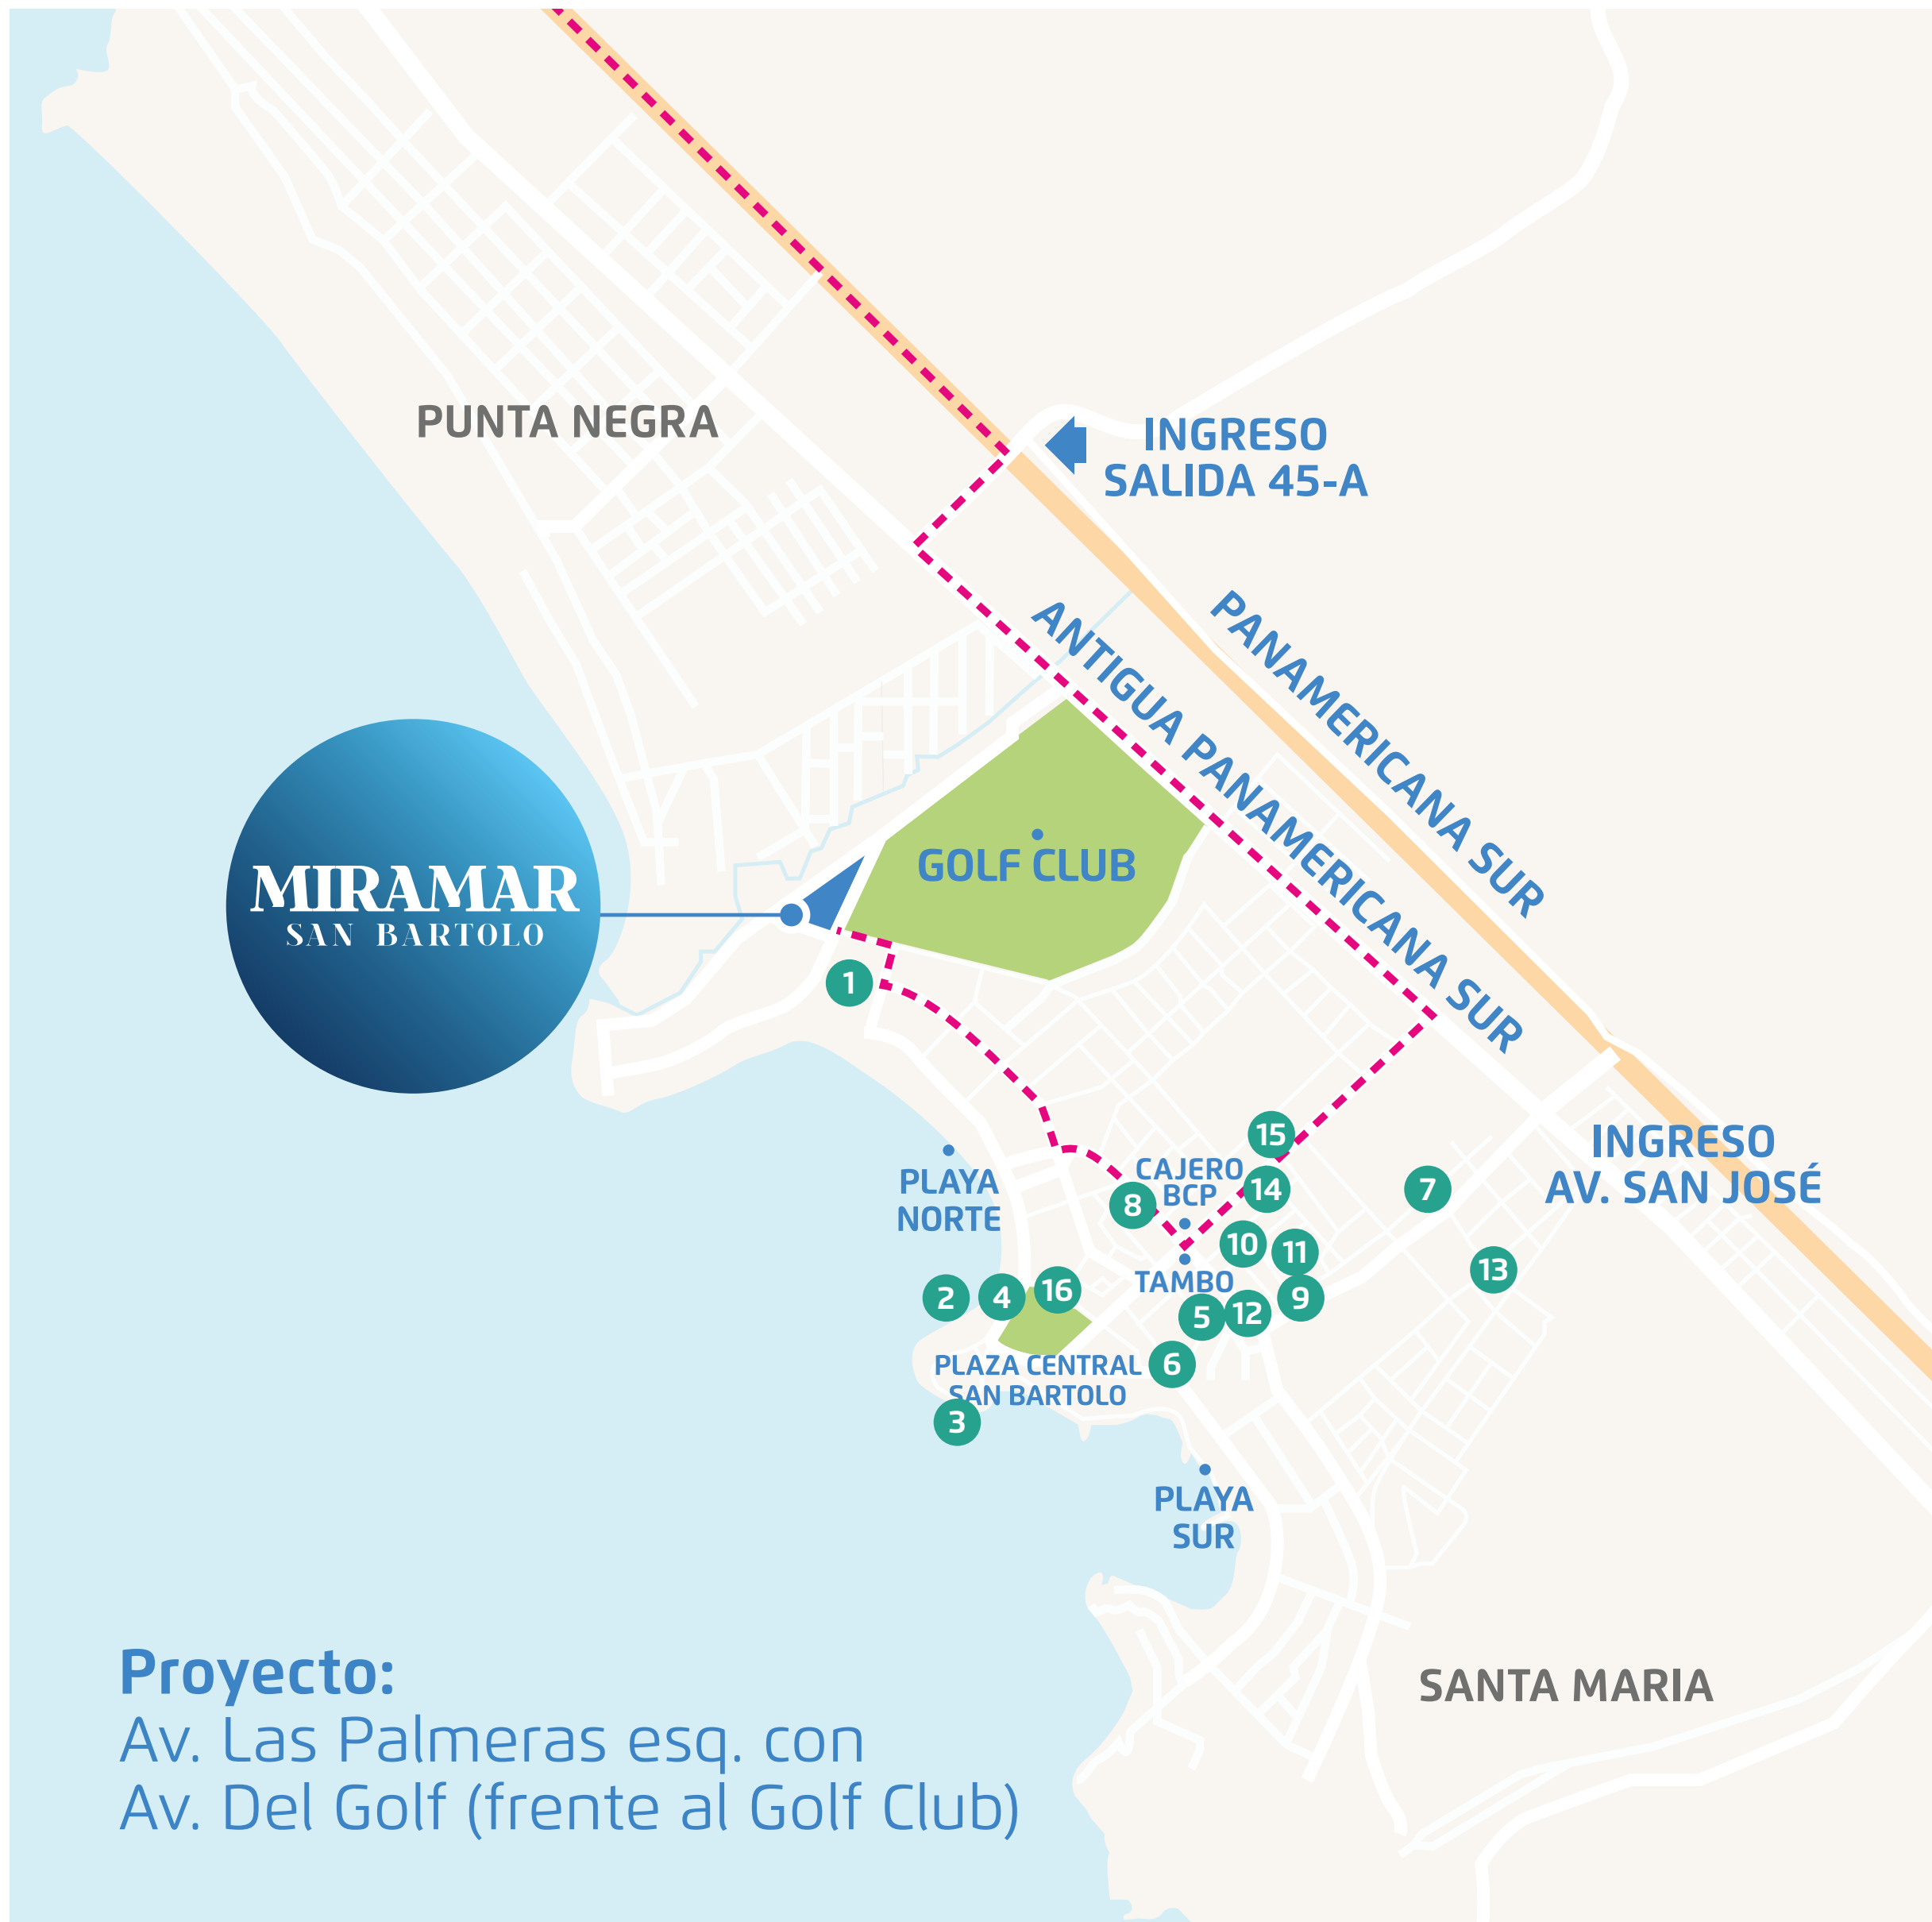 PUNTA NEGRA
INGRESO
SALIDA 45-A
PANAMERICANA SUR
ANTIGUA PANAMERICANA SUR
GOLF CLUB
MIRAMAR
SAN BARTOLO
1
15
INGRESO
AV. SAN JOSÉ
PLAYA
NORTE
CAJERO
BCP
14
7
8
10
11
13
TAMBO
2
4
16
9
5
12
6
PLAZA CENTRAL
SAN BARTOLO
3
PLAYA
SUR
SANTA MARIA
Proyecto:
Av. Las Palmeras esq. con
Av. Del Golf (frente al Golf Club)